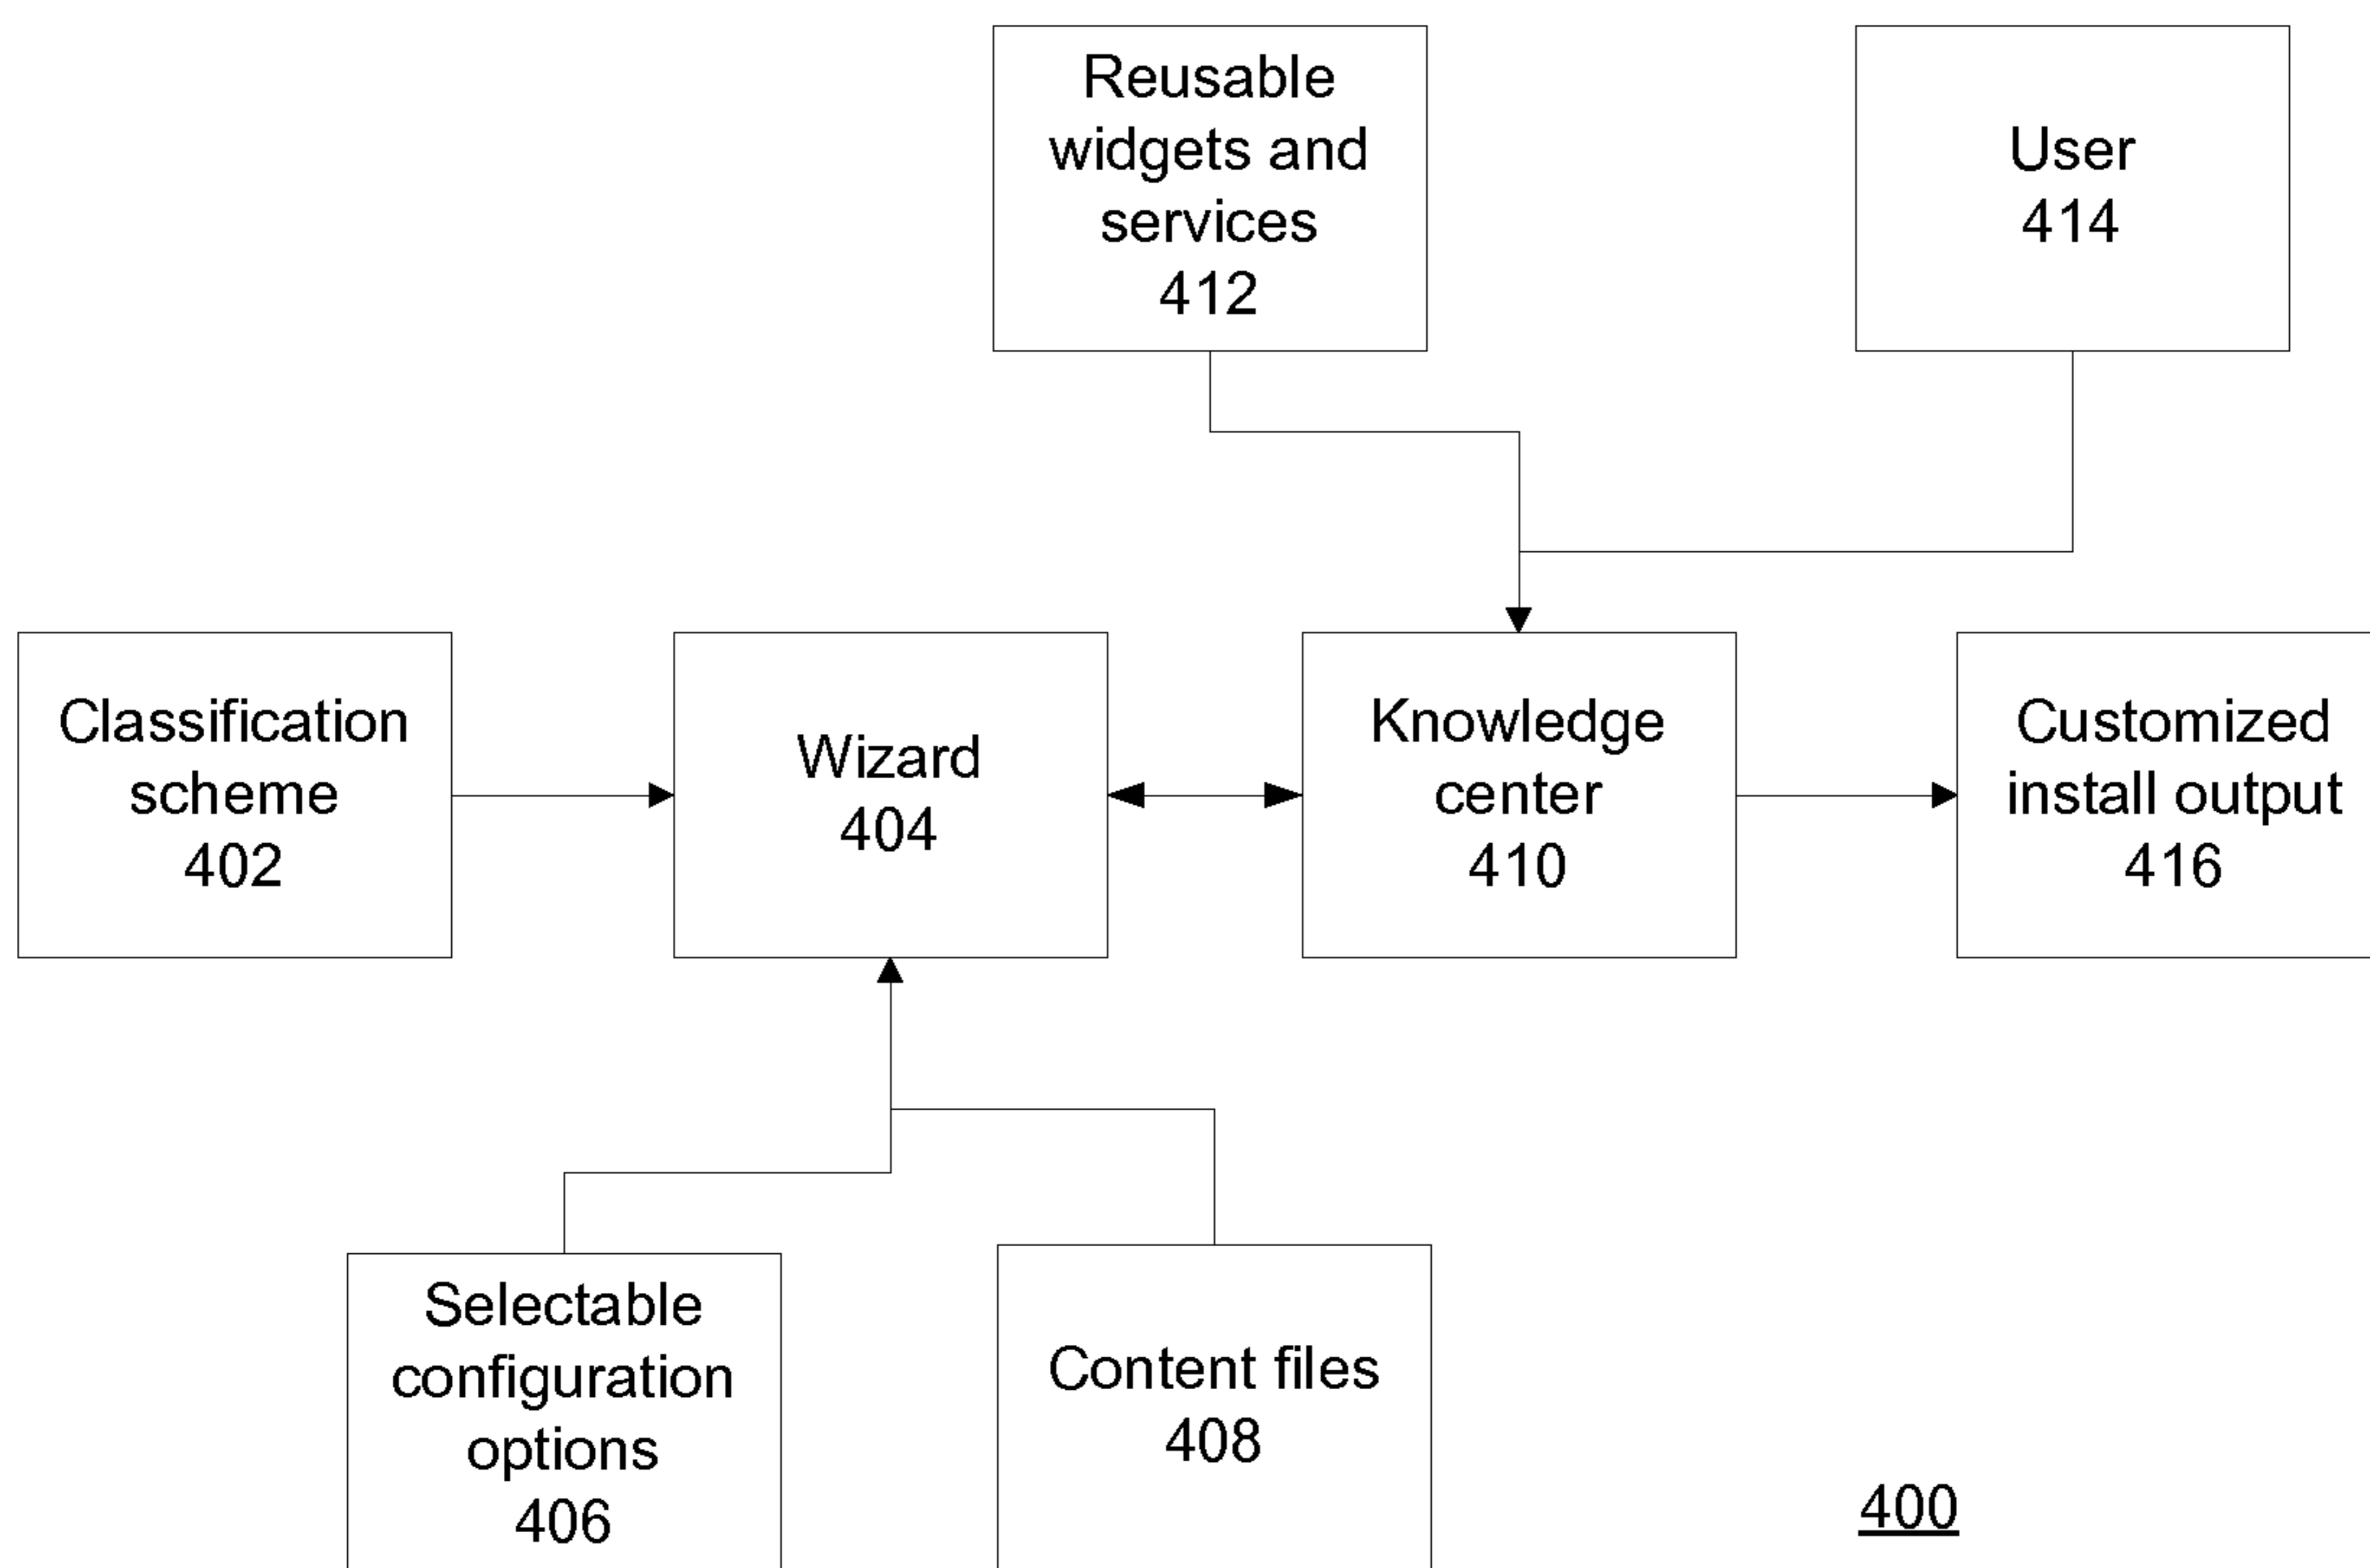 Reusable
widgets and
services
412
User
414
Classification
scheme
402
Wizard
404
Knowledge
center
410
Customized
install output
416
Selectable
configuration
options
406
Content files
408
400